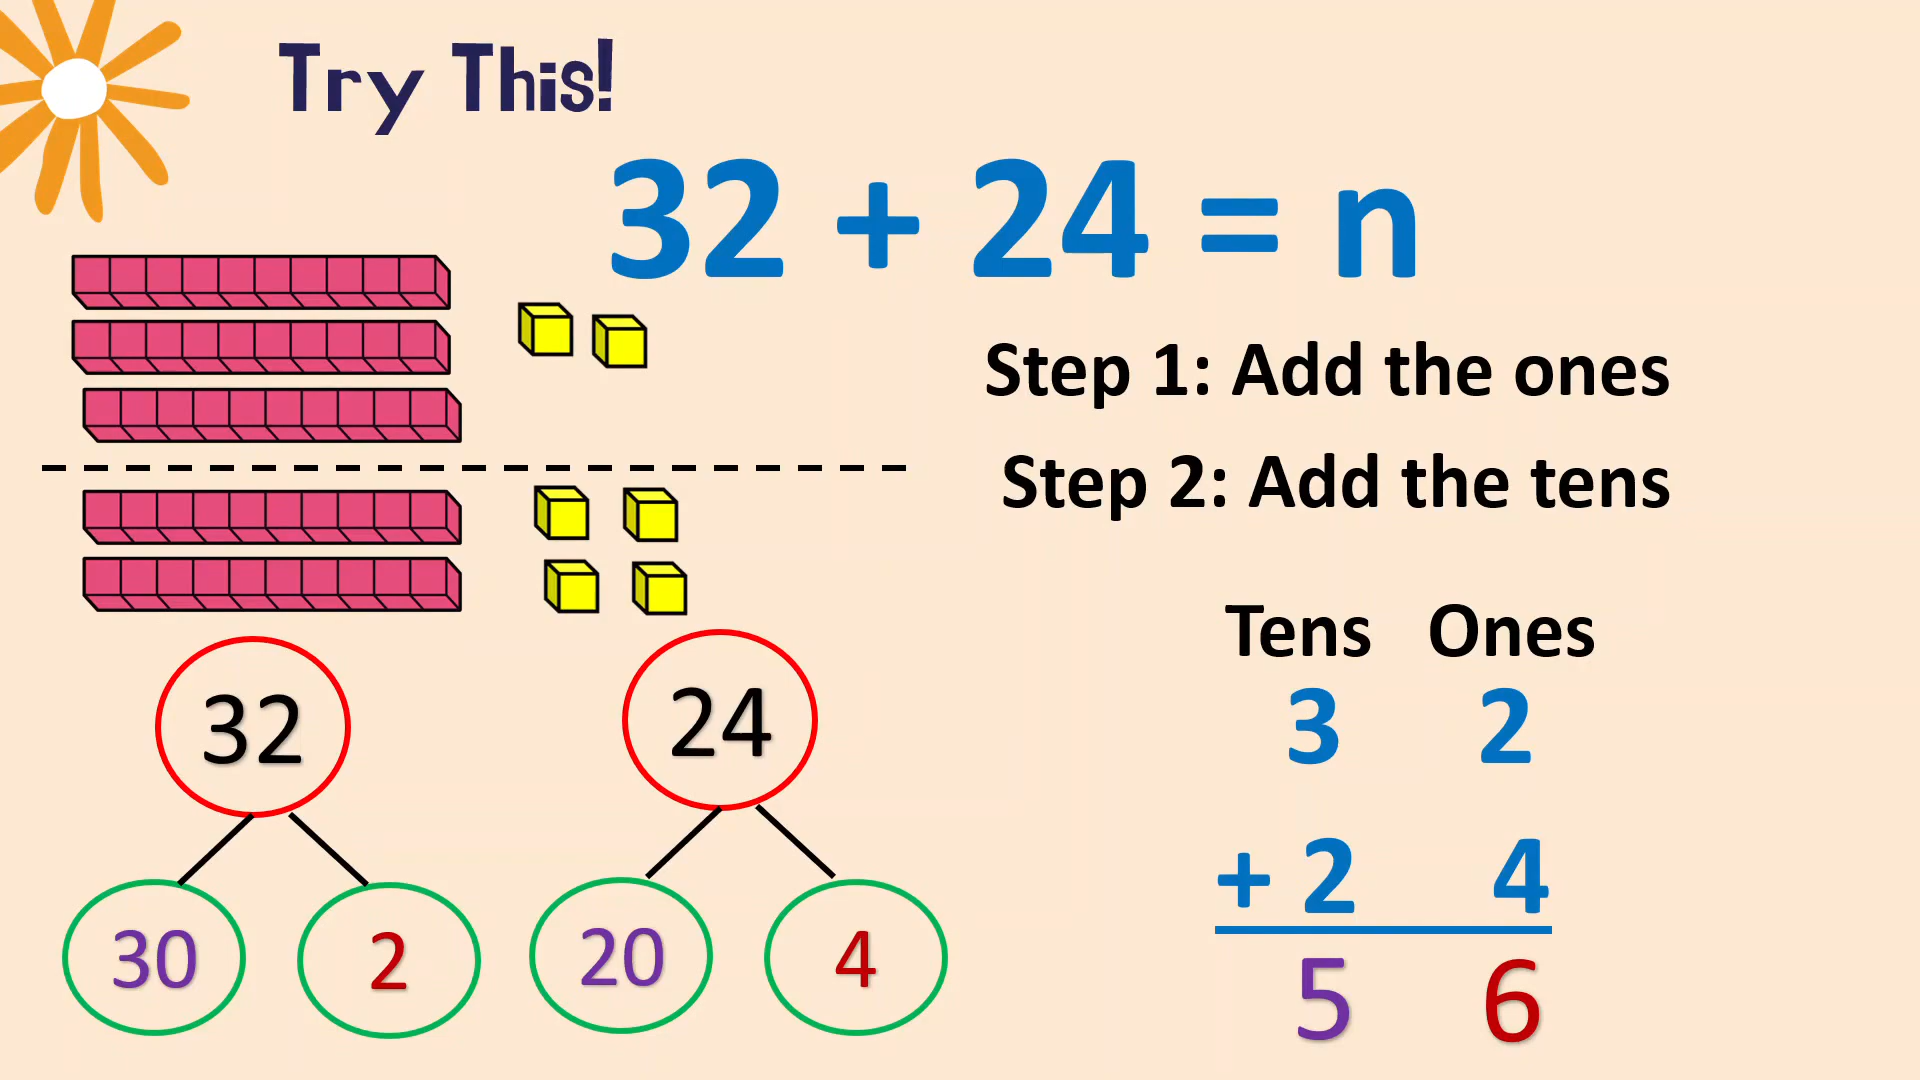 Try This!
32 + 24 = n
Step 1: Add the ones
Step 2: Add the tens
32
24
30 2 20 4
Tens Ones
3 2
+ 2 4
5 6